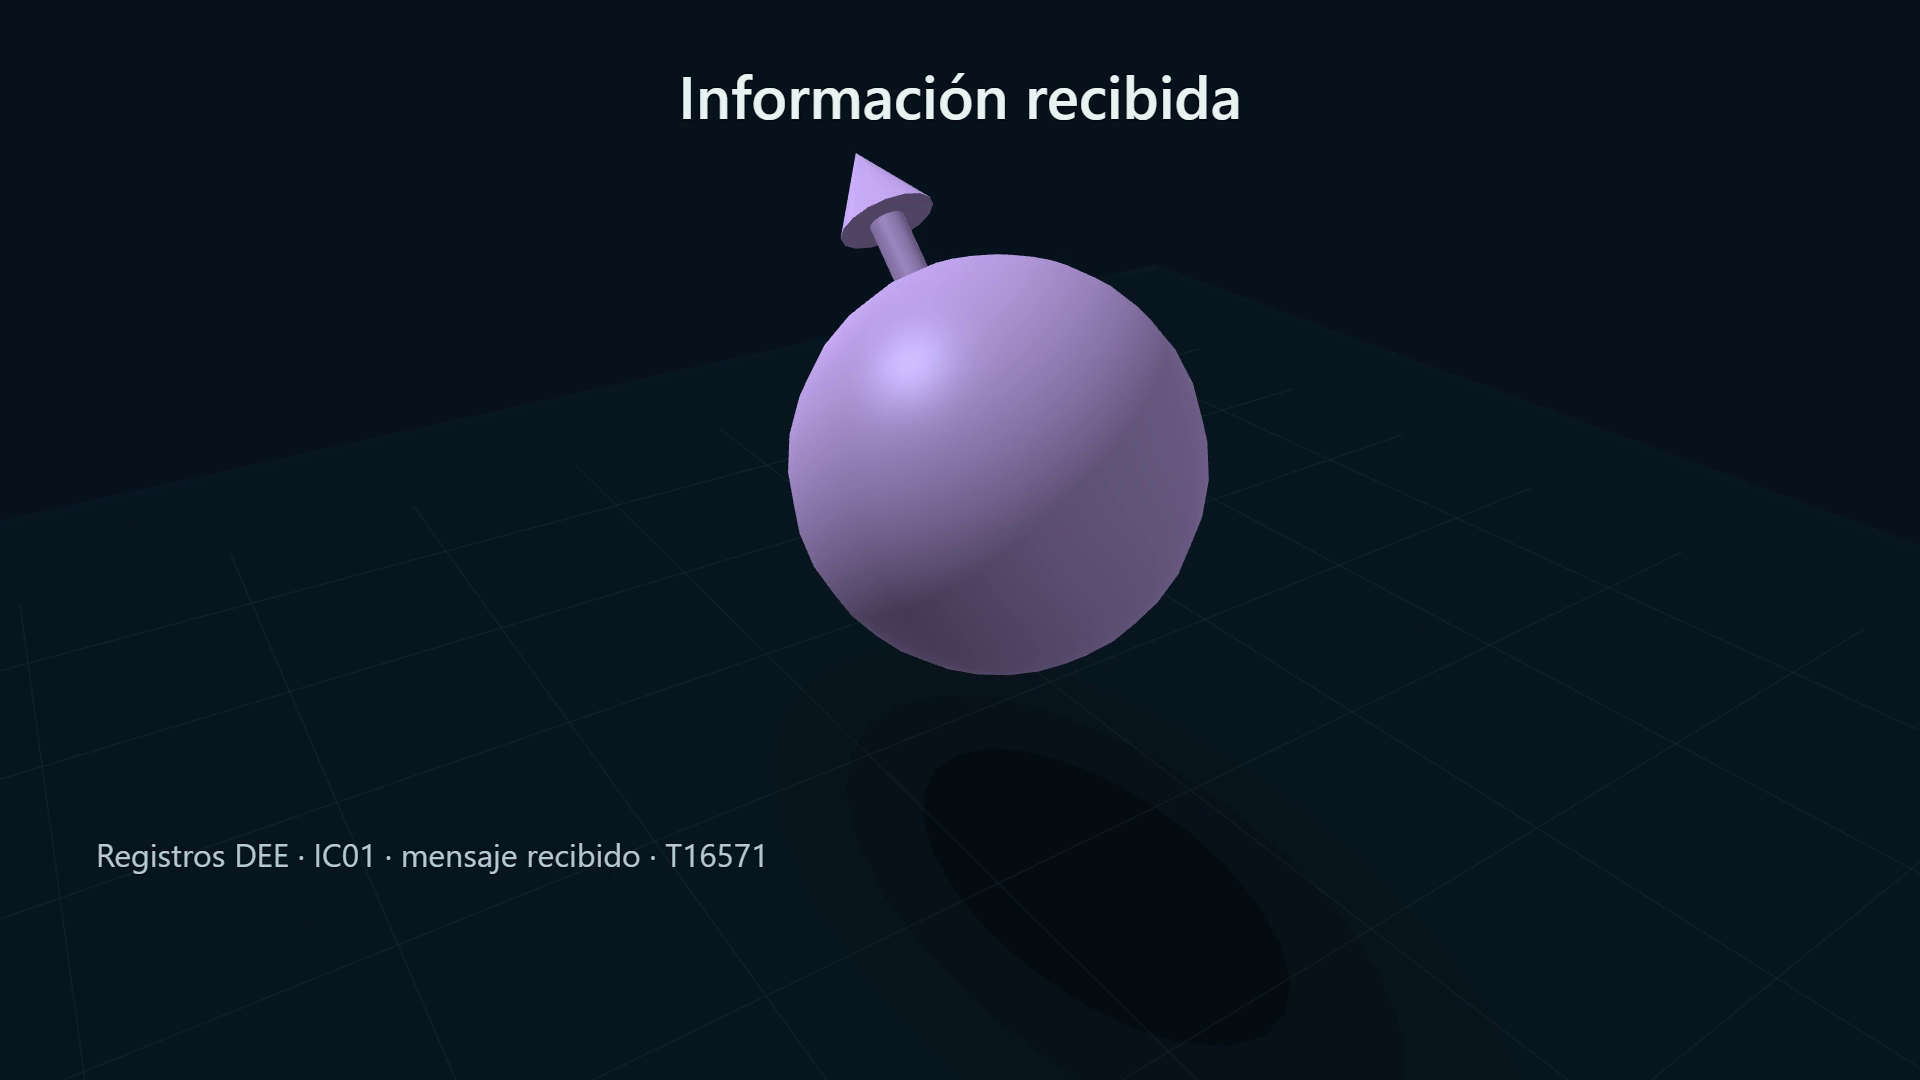 Información recibida
Registros DEE · IC01 · mensaje recibido · T16571